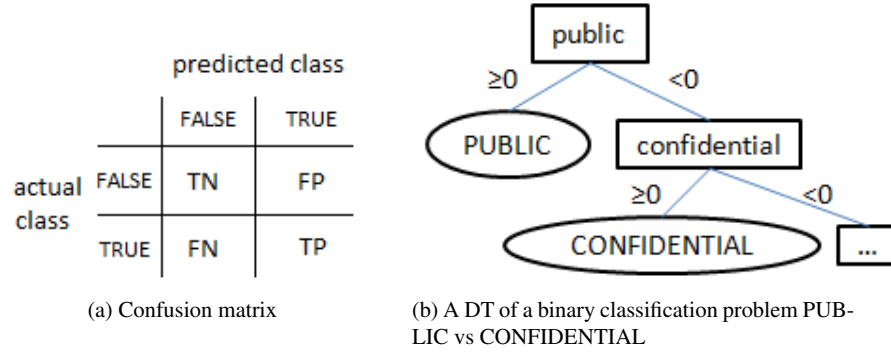 predicted class
FALSE TRUE
actual class
FALSE TN FP
TRUE FN TP
(a) Confusion matrix
public
≥0 <0
PUBLIC
confidential
≥0 <0
CONFIDENTIAL
...
(b) A DT of a binary classification problem PUB-
LIC vs CONFIDENTIAL